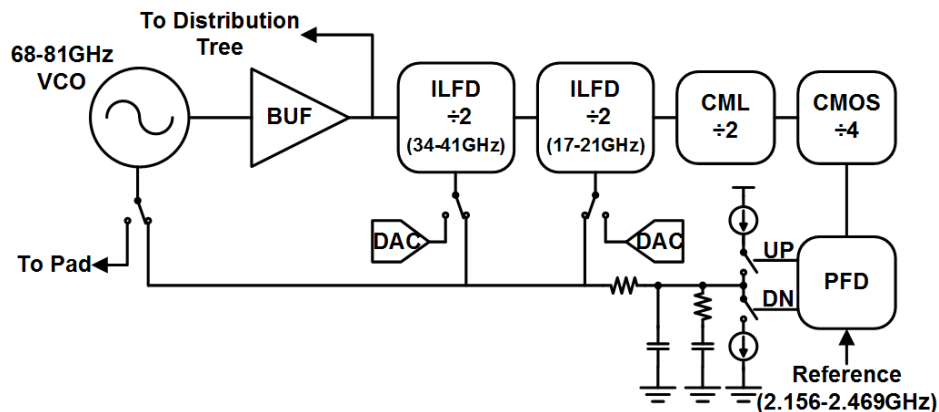 To Distribution
Tree
68-81GHz
VCO
BUF
ILFD
÷2
(34-41GHz)
ILFD
÷2
(17-21GHz)
CML
÷2
CMOS
÷4
DAC
DAC
To Pad
UP
DN
PFD
Reference
(2.156-2.469GHz)